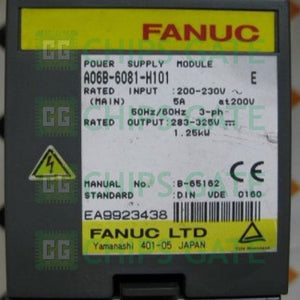 FANUC
POWER SUPPLY MODULE
A06B-6081-H101 E
RATED INPUT :200-230V ~
(MAIN) 5A at200V
50Hz/60Hz 3-ph
RATED OUTPUT:283-325V
1.25kW
MANUAL NO. :B-65162
STANDARD :DIN VDE 0160
EA9923438
FANUC LTD
Yamanashi 401-05 JAPAN
CHIPS GATE